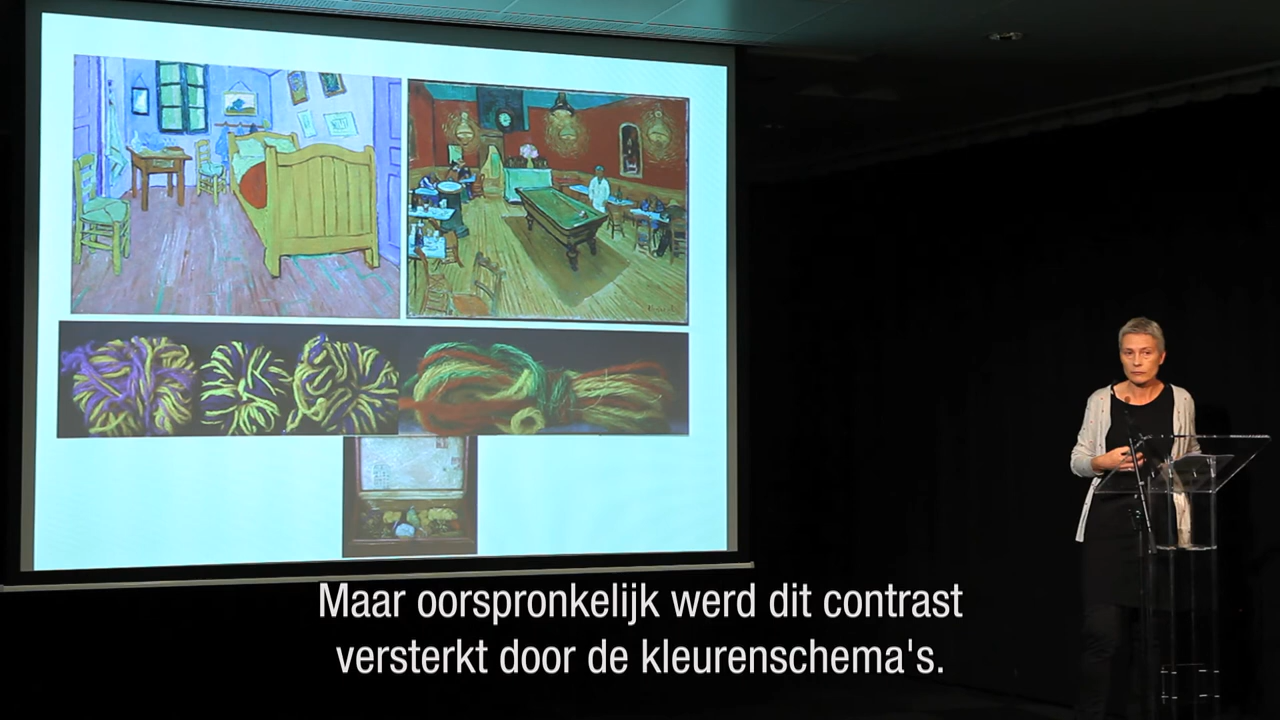 Maar oorspronkelijk werd dit contrast
versterkt door de kleurenschema's.